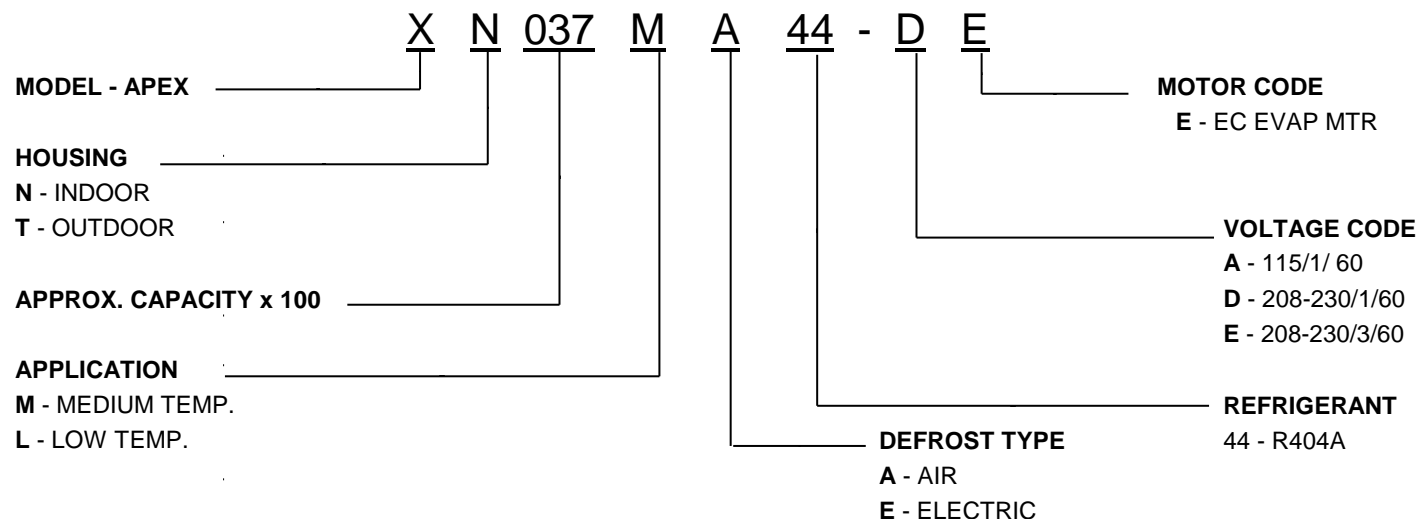 X N 037 M A 44 - D E
MODEL - APEX
MOTOR CODE
E - EC EVAP MTR
HOUSING
N - INDOOR
T - OUTDOOR
VOLTAGE CODE
A - 115/1/ 60
D - 208-230/1/60
E - 208-230/3/60
APPROX. CAPACITY x 100
APPLICATION
M - MEDIUM TEMP.
L - LOW TEMP.
REFRIGERANT
44 - R404A
DEFROST TYPE
A - AIR
E - ELECTRIC